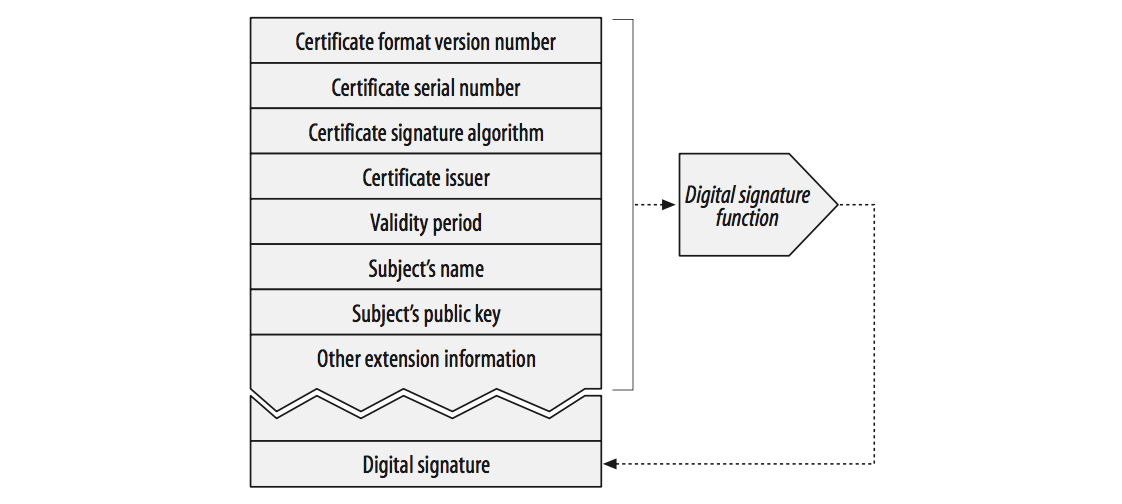 Certificate format version number
Certificate serial number
Certificate signature algorithm
Certificate issuer
Validity period
Subject’s name
Subject’s public key
Other extension information
Digital signature
function
Digital signature